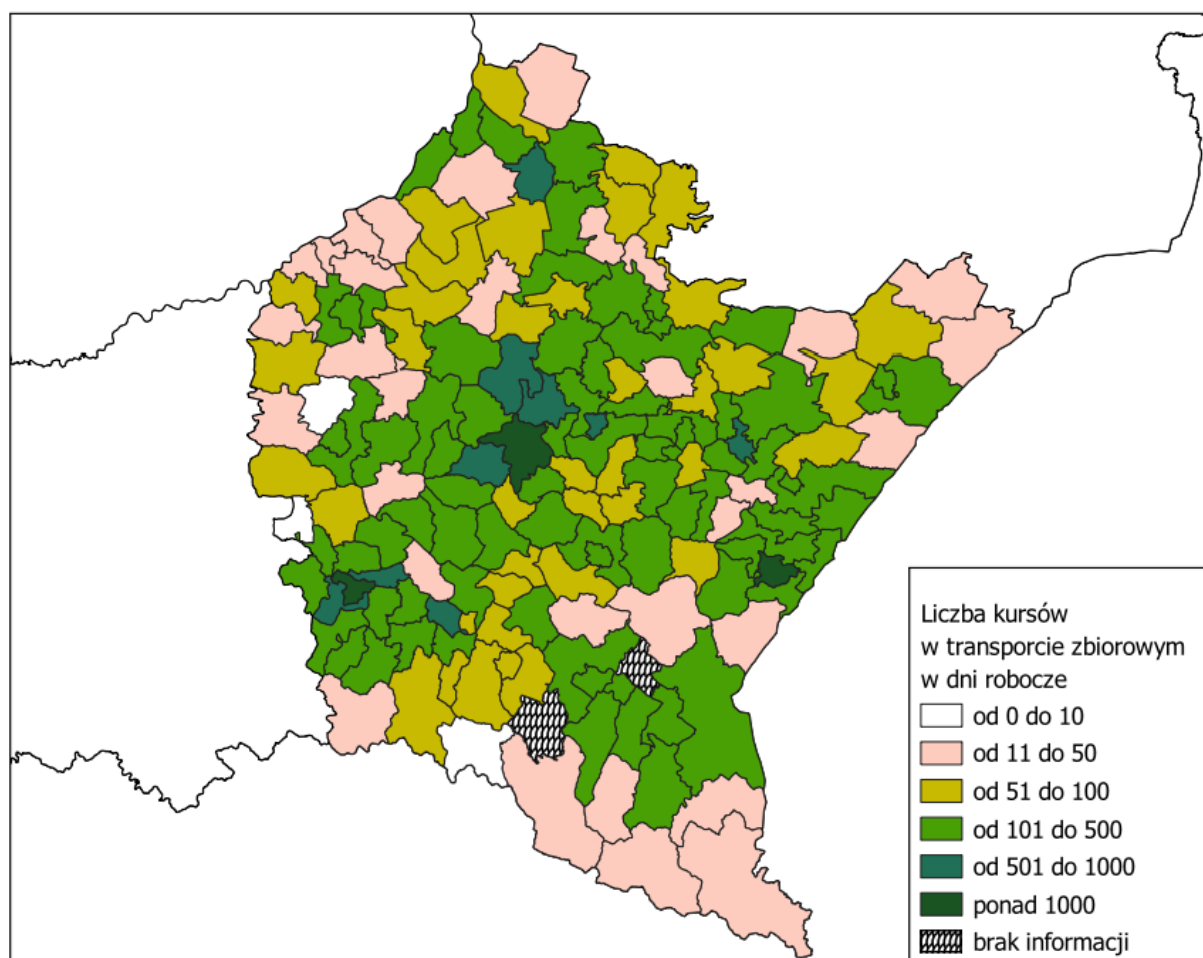 Liczba kursów
w transporcie zbiorowym
w dni robocze
od 0 do 10
od 11 do 50
od 51 do 100
od 101 do 500
od 501 do 1000
ponad 1000
brak informacji